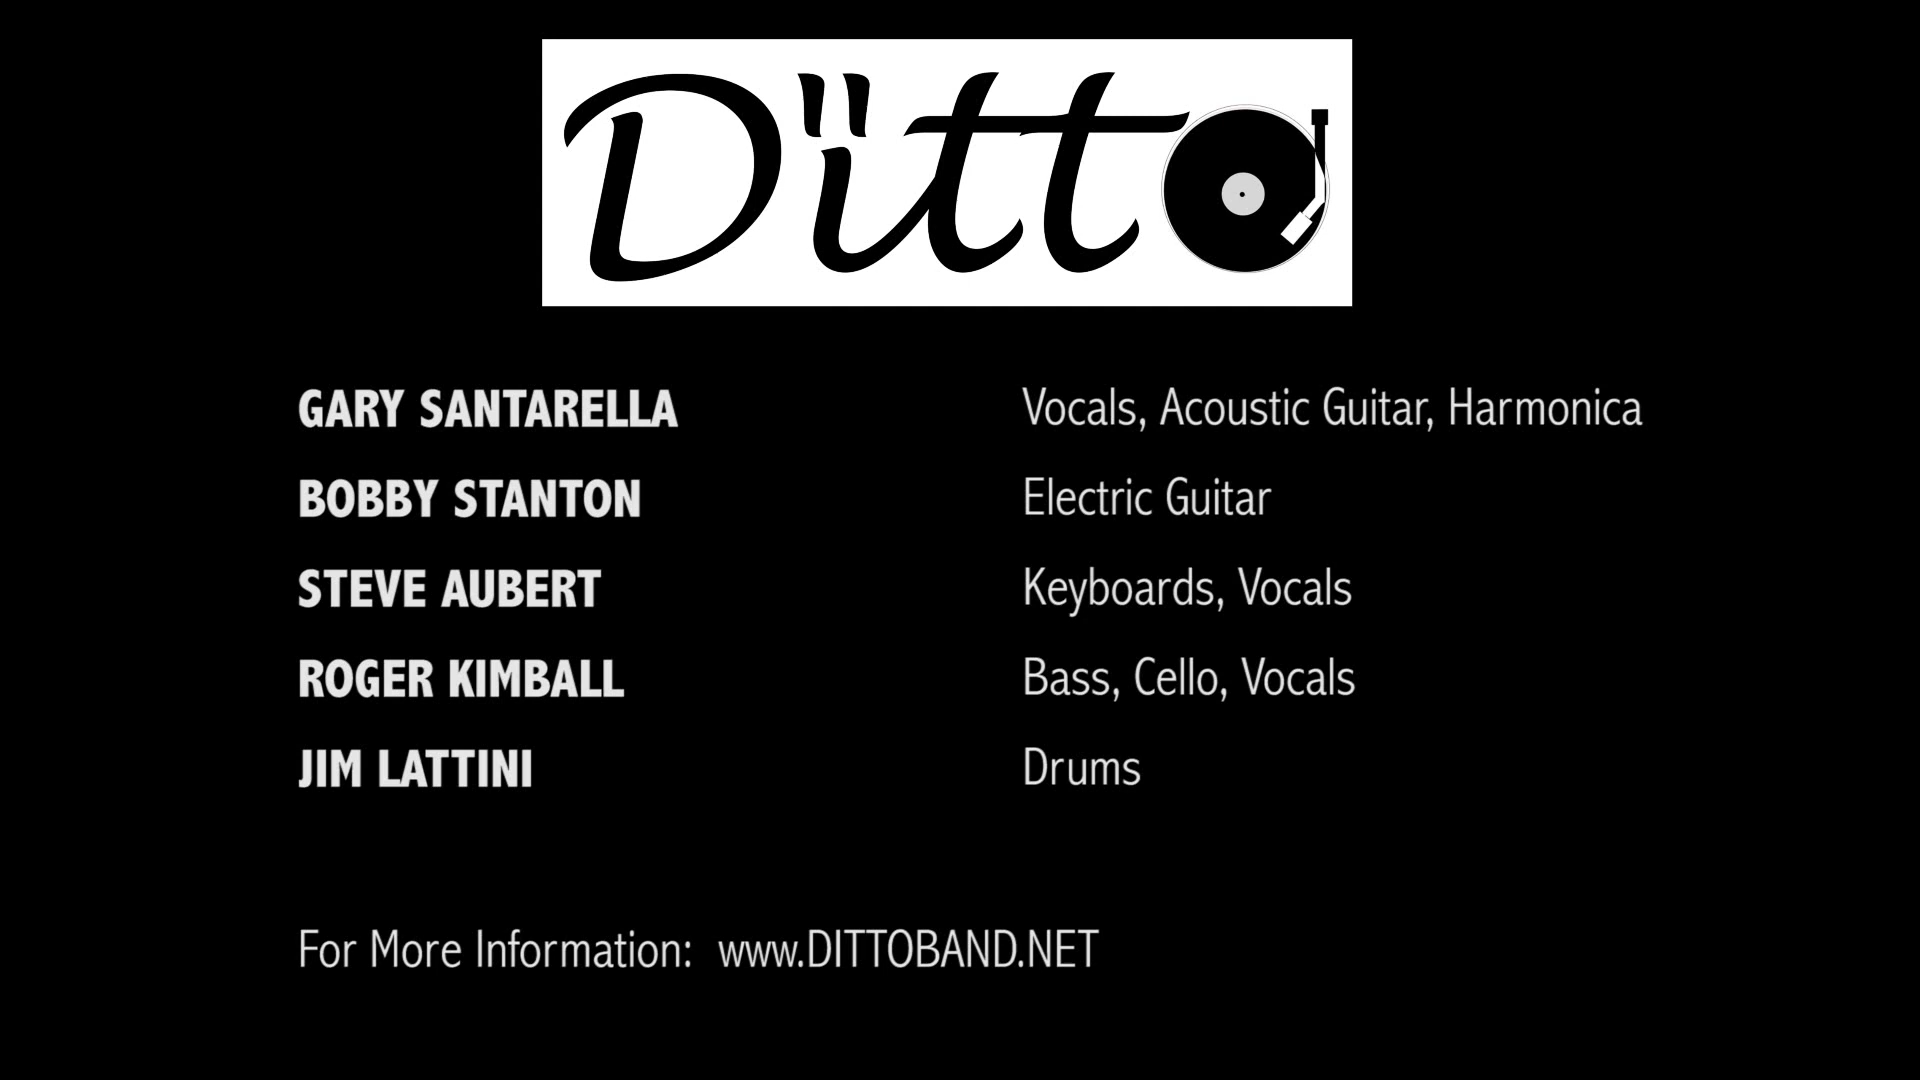 Ditto
GARY SANTARELLA Vocals, Acoustic Guitar, Harmonica
BOBBY STANTON Electric Guitar
STEVE AUBERT Keyboards, Vocals
ROGER KIMBALL Bass, Cello, Vocals
JIM LATTINI Drums
For More Information: www.DITTOBAND.NET